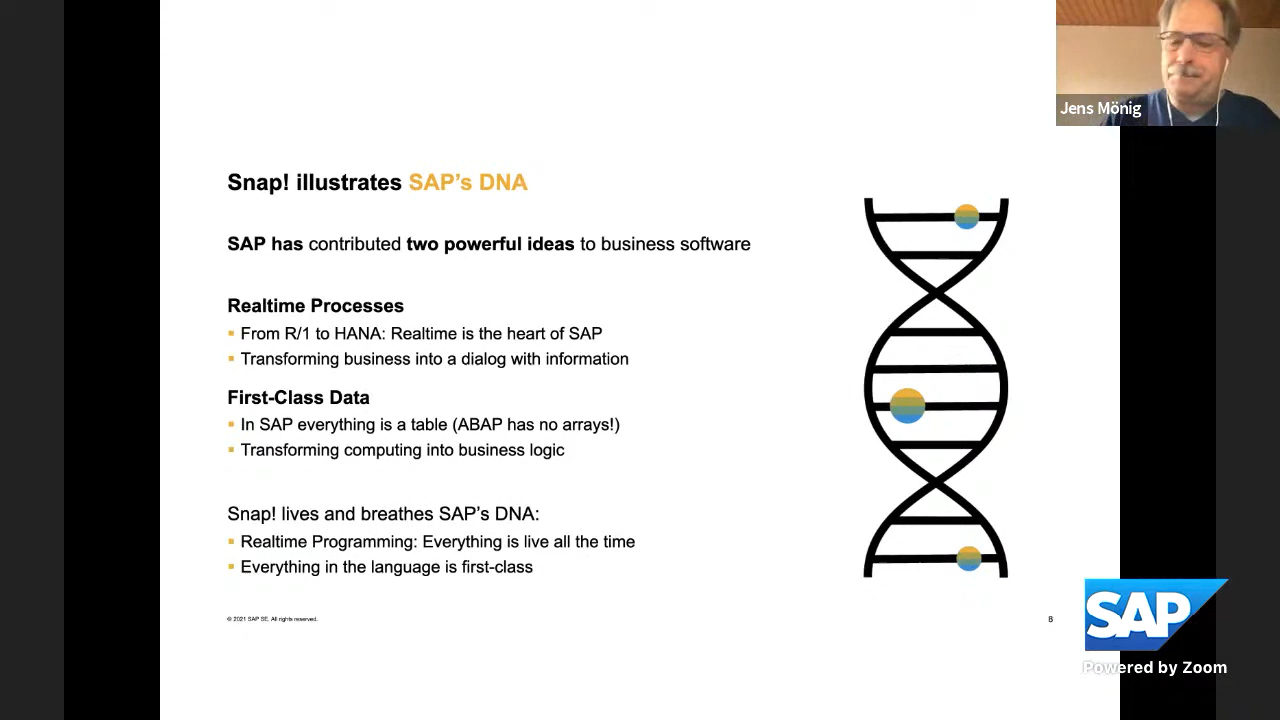 Jens Mönig
Snap! illustrates SAP's DNA
SAP has contributed two powerful ideas to business software
Realtime Processes
▪ From R/1 to HANA: Realtime is the heart of SAP
▪ Transforming business into a dialog with information
First-Class Data
▪ In SAP everything is a table (ABAP has no arrays!)
▪ Transforming computing into business logic
Snap! lives and breathes SAP's DNA:
▪ Realtime Programming: Everything is live all the time
▪ Everything in the language is first-class
© 2021 SAP SE. All rights reserved.
8
SAP
Powered by Zoom